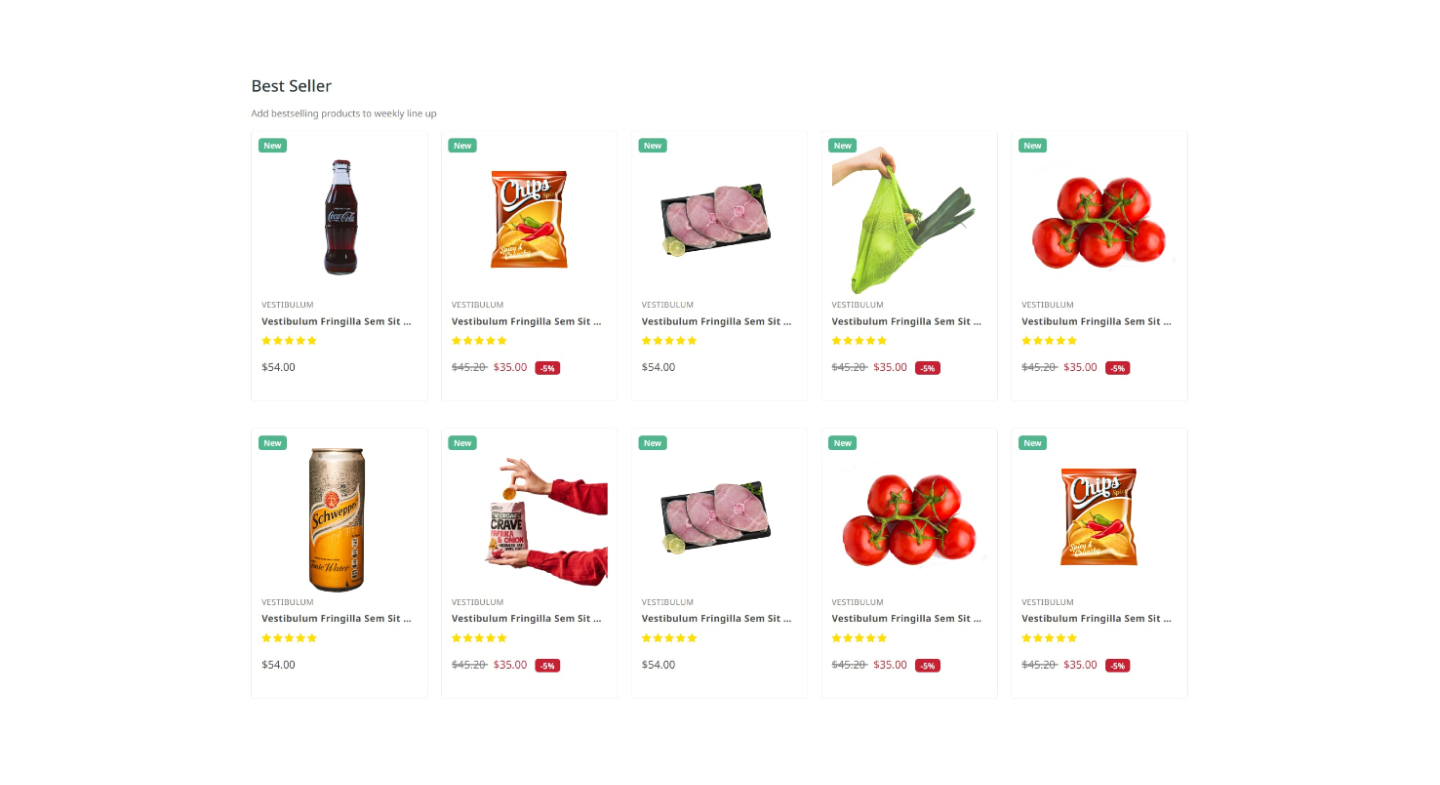 Best Seller
Add bestselling products to weekly line up
New
New
New
New
New
Coca-Cola
Chips
Spicy &
VESTIBULUM
VESTIBULUM
VESTIBULUM
VESTIBULUM
VESTIBULUM
Vestibulum Fringilla Sem Sit ...
Vestibulum Fringilla Sem Sit ...
Vestibulum Fringilla Sem Sit ...
Vestibulum Fringilla Sem Sit ...
Vestibulum Fringilla Sem Sit ...
$54.00
$45.20 $35.00 -5%
$54.00
$45.20 $35.00 -5%
$45.20 $35.00 -5%
New
New
New
New
New
Schweppes
Tonic Water
CRAVE
PAPRIKA
& ONION
Chips
Spicy &
VESTIBULUM
VESTIBULUM
VESTIBULUM
VESTIBULUM
VESTIBULUM
Vestibulum Fringilla Sem Sit ...
Vestibulum Fringilla Sem Sit ...
Vestibulum Fringilla Sem Sit ...
Vestibulum Fringilla Sem Sit ...
Vestibulum Fringilla Sem Sit ...
$54.00
$45.20 $35.00 -5%
$54.00
$45.20 $35.00 -5%
$45.20 $35.00 -5%